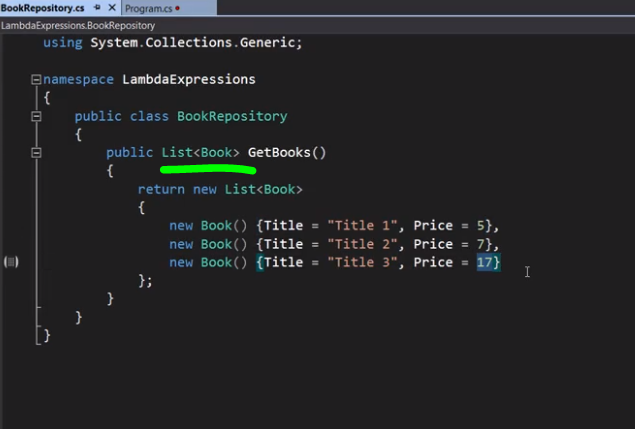 BookRepository.cs Program.cs
LambdaExpressions.BookRepository
using System.Collections.Generic;
namespace LambdaExpressions
{
public class BookRepository
{
public List<Book> GetBooks()
{
return new List<Book>
{
new Book() {Title = "Title 1", Price = 5},
new Book() {Title = "Title 2", Price = 7},
new Book() {Title = "Title 3", Price = 17}
};
}
}
}